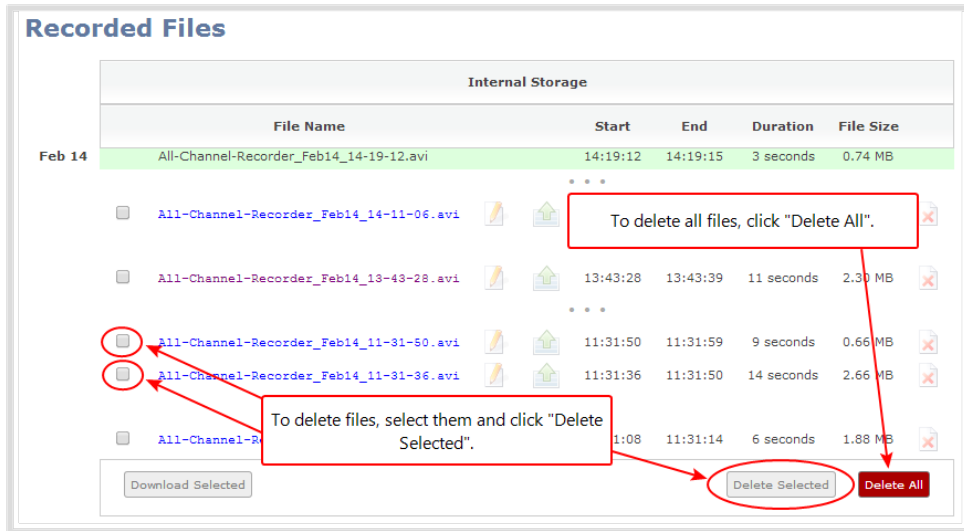 Recorded Files
Internal Storage
File Name Start End Duration File Size
Feb 14 All-Channel-Recorder_Feb14_14-19-12.avi 14:19:12 14:19:15 3 seconds 0.74 MB
All-Channel-Recorder_Feb14_14-11-06.avi
To delete all files, click "Delete All".
All-Channel-Recorder_Feb14_13-43-28.avi 13:43:28 13:43:39 11 seconds 2.30 MB
All-Channel-Recorder_Feb14_11-31-50.avi 11:31:50 11:31:59 9 seconds 0.66 MB
All-Channel-Recorder_Feb14_11-31-36.avi 11:31:36 11:31:50 14 seconds 2.66 MB
To delete files, select them and click "Delete
Selected".
All-Channel-R 1:08 11:31:14 6 seconds 1.88 MB
Download Selected Delete Selected Delete All